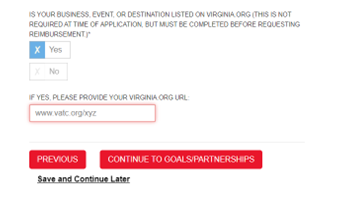 IS YOUR BUSINESS, EVENT, OR DESTINATION LISTED ON VIRGINIA.ORG (THIS IS NOT
REQUIRED AT TIME OF APPLICATION, BUT MUST BE COMPLETED BEFORE REQUESTING
REIMBURSEMENT.)*
X Yes
X No
IF YES, PLEASE PROVIDE YOUR VIRGINIA.ORG URL:
www.vatc.org/xyz
PREVIOUS CONTINUE TO GOALS/PARTNERSHIPS
Save and Continue Later